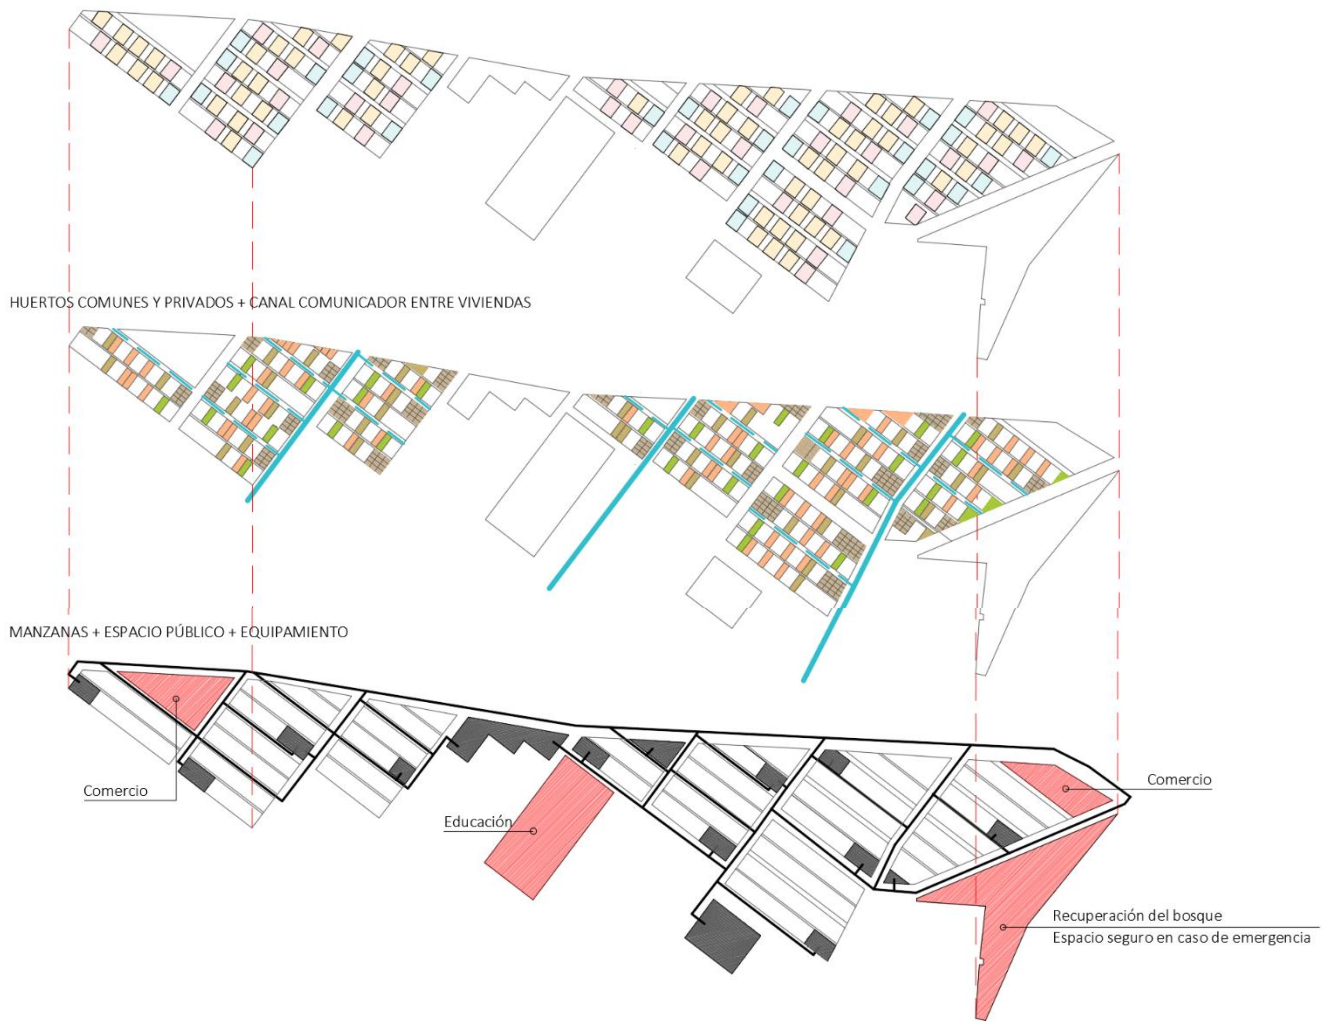 HUERTOS COMUNES Y PRIVADOS + CANAL COMUNICADOR ENTRE VIVIENDAS
MANZANAS + ESPACIO PÚBLICO + EQUIPAMIENTO
Comercio
Comercio
Educación
Recuperación del bosque
Espacio seguro en caso de emergencia